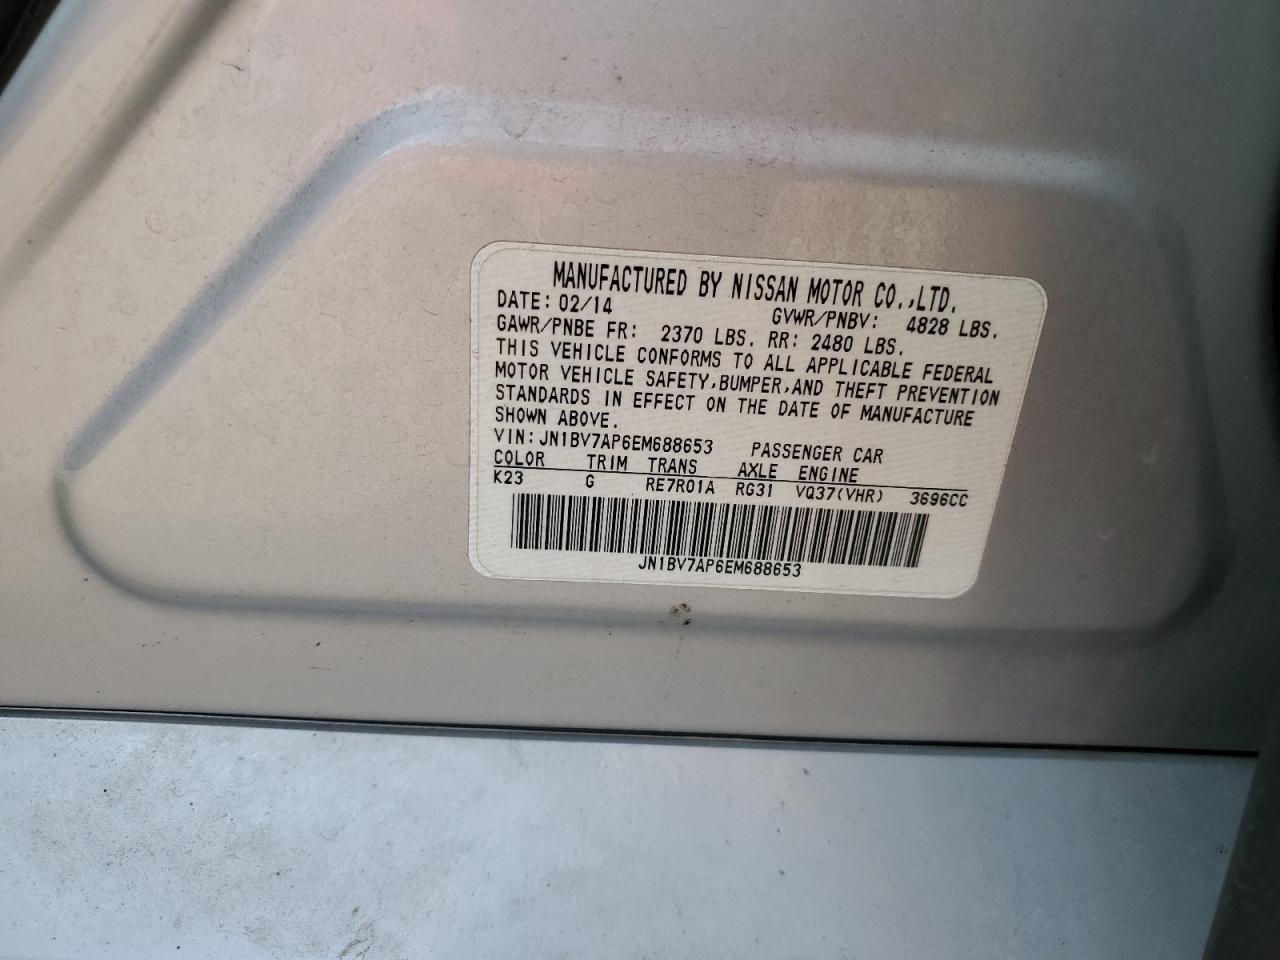 MANUFACTURED BY NISSAN MOTOR CO.,LTD.
DATE: 02/14 GVWR/PNBV: 4828 LBS.
GAWR/PNBE FR: 2370 LBS. RR: 2480 LBS.
THIS VEHICLE CONFORMS TO ALL APPLICABLE FEDERAL
MOTOR VEHICLE SAFETY,BUMPER,AND THEFT PREVENTION
STANDARDS IN EFFECT ON THE DATE OF MANUFACTURE
SHOWN ABOVE.
VIN:JN1BV7AP6EM688653 PASSENGER CAR
COLOR TRIM TRANS AXLE ENGINE
K23 G RE7R01A RG31 VQ37(VHR) 3696CC
JN1BV7AP6EM688653